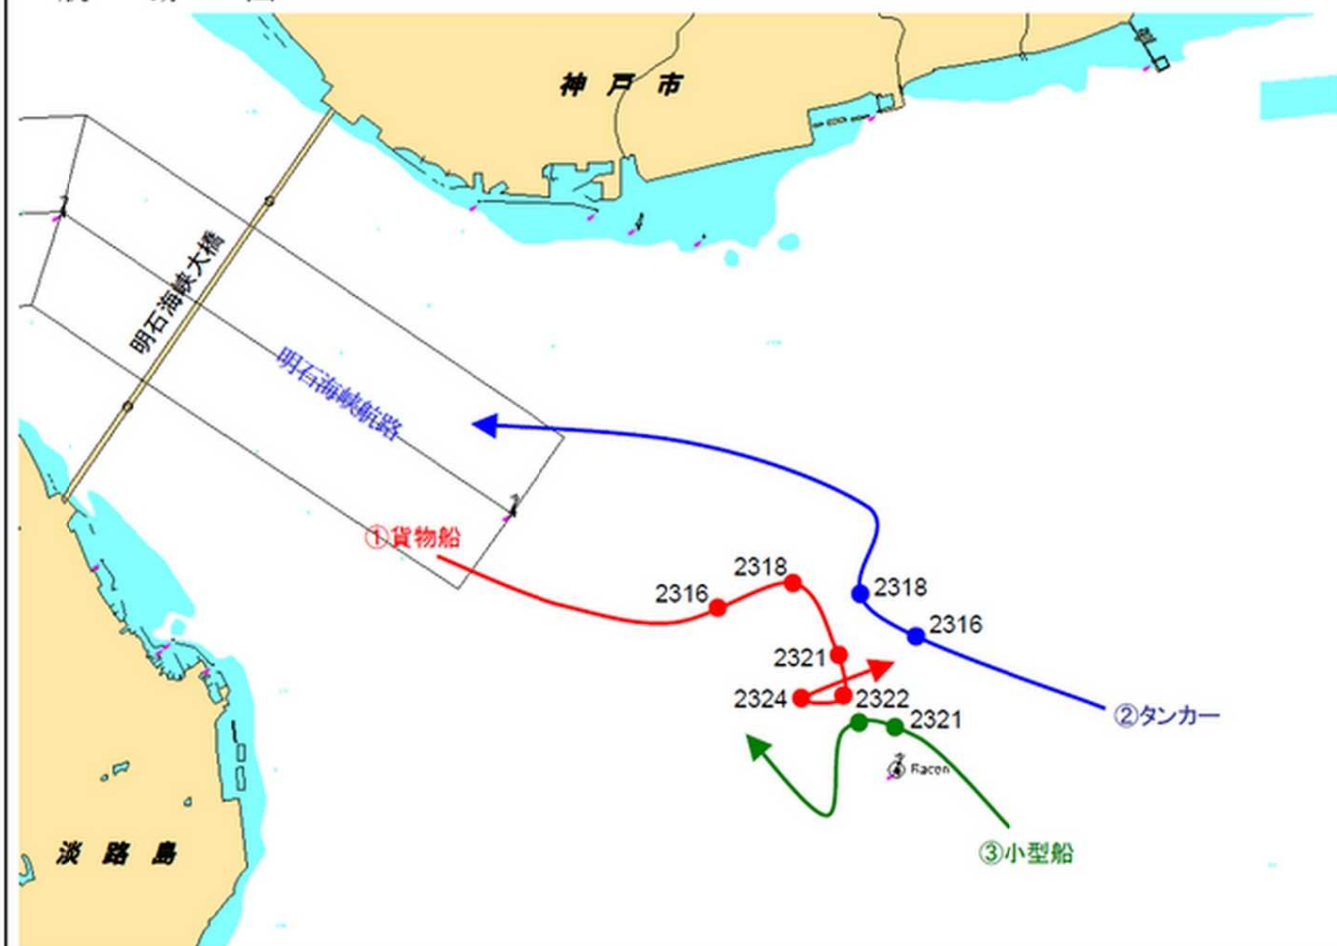 神戸市
明石海峡大橋
明石海峡航路
①貨物船
2316
2318
2318
2316
2321
2324
2322
2321
②タンカー
Racon
③小型船
淡路島